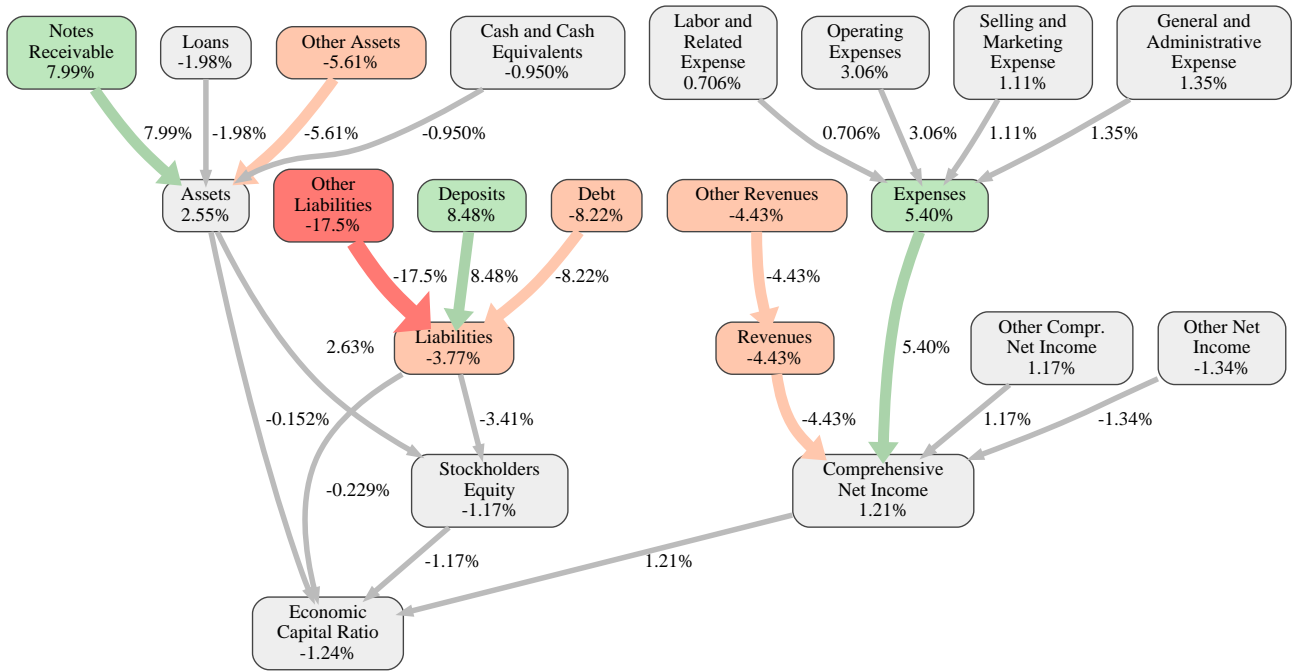 Notes
Receivable
7.99%
Loans
-1.98%
Other Assets
-5.61%
Cash and Cash
Equivalents
-0.950%
Labor and
Related
Expense
0.706%
Operating
Expenses
3.06%
Selling and
Marketing
Expense
1.11%
General and
Administrative
Expense
1.35%
7.99%
-1.98%
-5.61%
-0.950%
0.706%
3.06%
1.11%
1.35%
Assets
2.55%
Other
Liabilities
-17.5%
Deposits
8.48%
Debt
-8.22%
Other Revenues
-4.43%
Expenses
5.40%
-17.5%
8.48%
-8.22%
-4.43%
2.63%
Liabilities
-3.77%
Revenues
-4.43%
5.40%
Other Compr.
Net Income
1.17%
Other Net
Income
-1.34%
-0.152%
-3.41%
-4.43%
1.17%
-1.34%
-0.229%
Stockholders
Equity
-1.17%
Comprehensive
Net Income
1.21%
-1.17%
1.21%
Economic
Capital Ratio
-1.24%